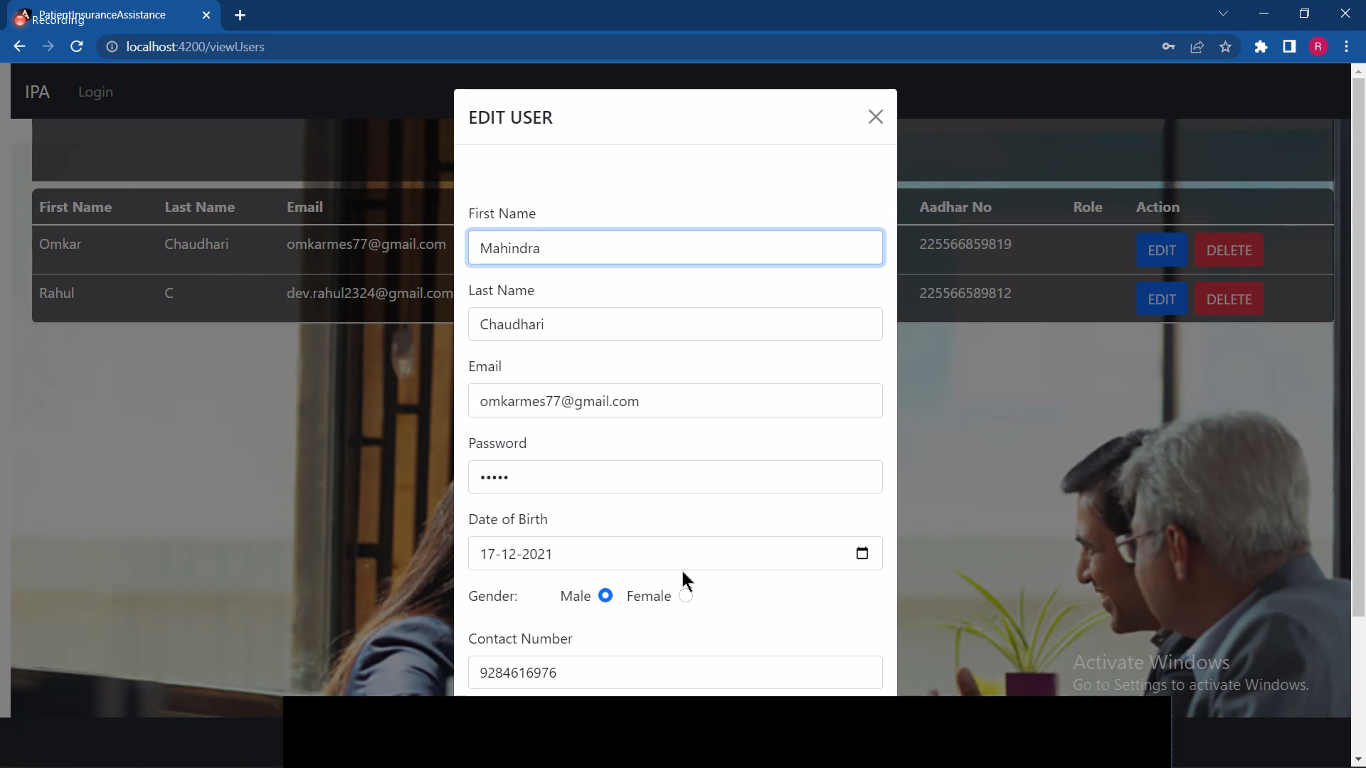 PatientInsuranceAssistance
Recording
localhost:4200/viewUsers
R
IPA Login
EDIT USER
First Name Last Name Email Aadhar No Role Action
Omkar Chaudhari omkarmes77@gmail.com 225566859819 EDIT DELETE
Rahul C dev.rahul2324@gmail.com 225566589812 EDIT DELETE
First Name
Mahindra
Last Name
Chaudhari
Email
omkarmes77@gmail.com
Password
•••••
Date of Birth
17-12-2021
Gender: Male Female
Contact Number
9284616976
Activate Windows
Go to Settings to activate Windows.